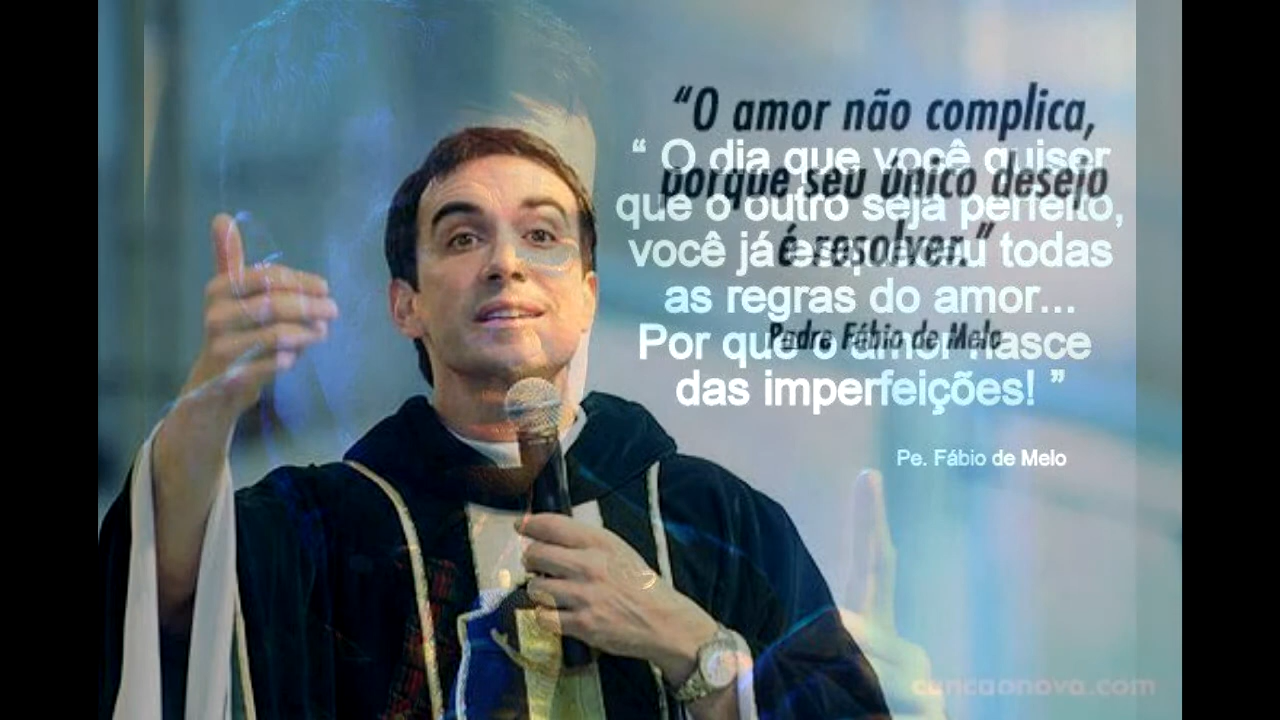 “O amor não complica,
porque seu único desejo
é resolver.”
Padre Fábio de Melo
“ O dia que você quiser
que o outro seja perfeito,
você já esqueceu todas
as regras do amor...
Por que o amor nasce
das imperfeições! ”
Pe. Fábio de Melo
cancaonova.com